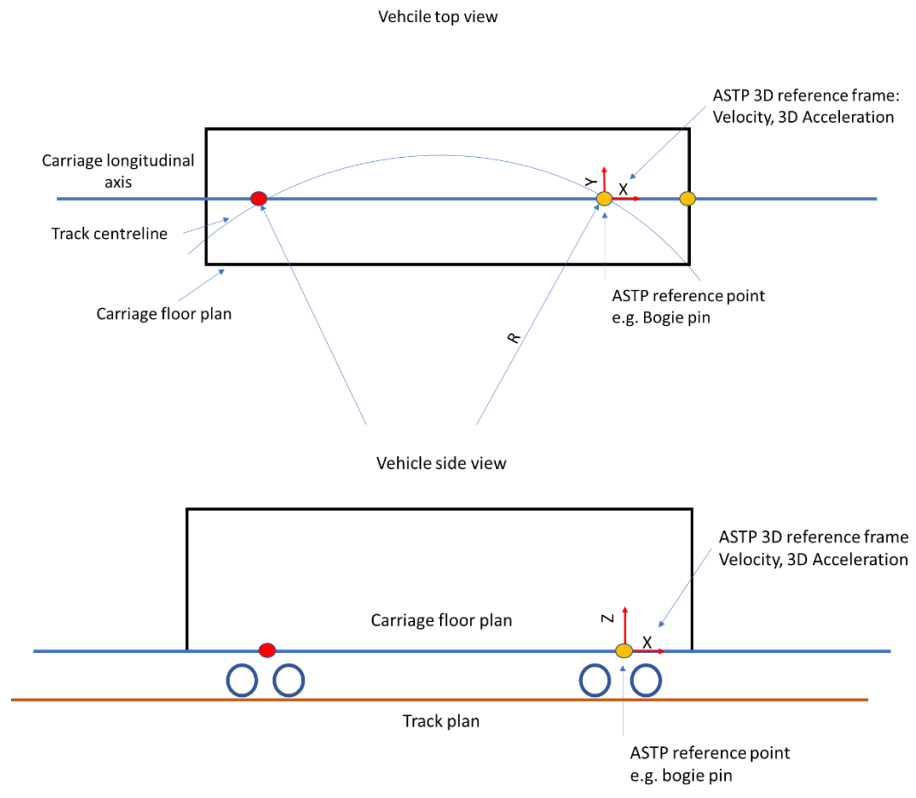 Vehcile top view
ASTP 3D reference frame:
Velocity, 3D Acceleration
Carriage longitudinal
axis
Y
X
Track centreline
ASTP reference point
e.g. Bogie pin
Carriage floor plan
R
Vehicle side view
ASTP 3D reference frame
Velocity, 3D Acceleration
Carriage floor plan
Z
X
Track plan
ASTP reference point
e.g. bogie pin